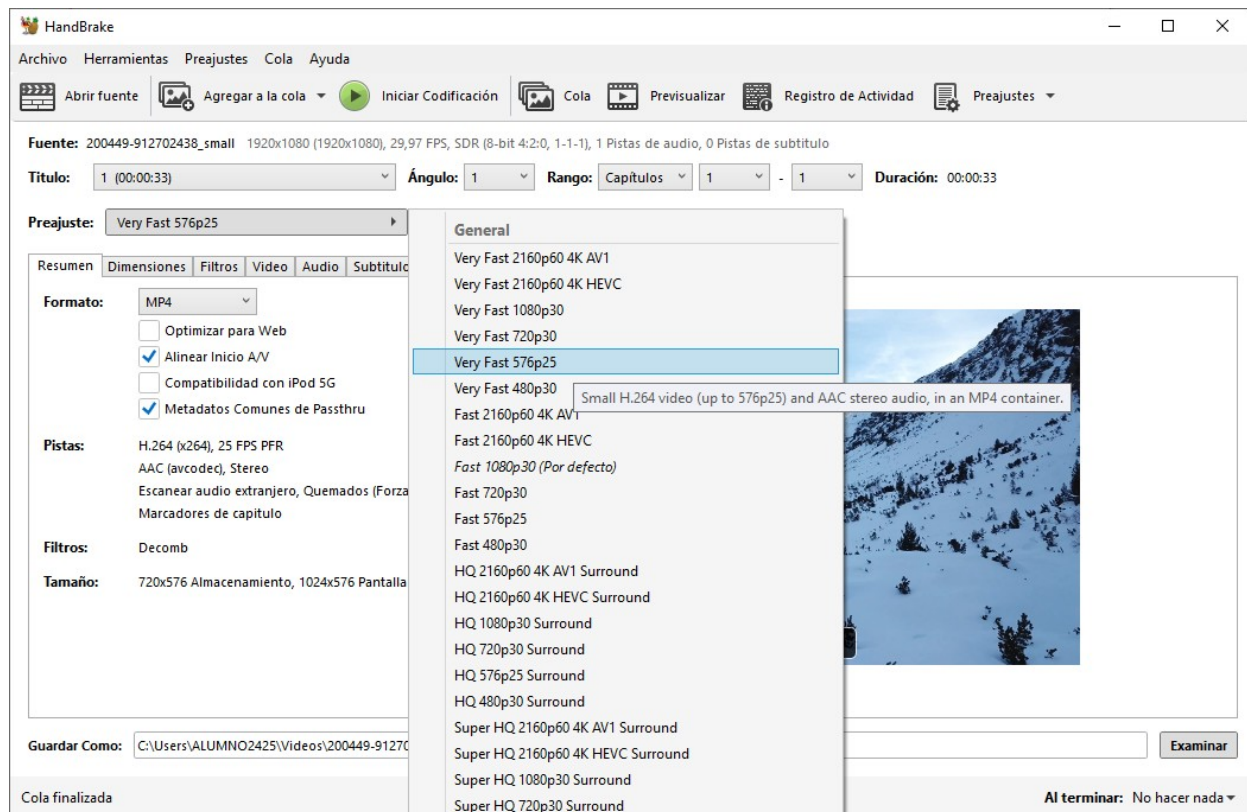 HandBrake
Archivo Herramientas Preajustes Cola Ayuda
Abrir fuente Agregar a la cola Iniciar Codificación Cola Previsualizar Registro de Actividad Preajustes
Fuente: 200449-912702438_small 1920x1080 (1920x1080), 29,97 FPS, SDR (8-bit 4:2:0, 1-1-1), 1 Pistas de audio, 0 Pistas de subtitulo
Titulo: 1 (00:00:33) Ángulo: 1 Rango: Capítulos 1 - 1 Duración: 00:00:33
Preajuste: Very Fast 576p25
Resumen Dimensiones Filtros Video Audio Subtitulo
Formato: MP4
Optimizar para Web
Alinear Inicio A/V
Compatibilidad con iPod 5G
Metadatos Comunes de Passthru
Pistas: H.264 (x264), 25 FPS PFR
AAC (avcodec), Stereo
Escanear audio extranjero, Quemados (Forza
Marcadores de capitulo
Filtros: Decomb
Tamaño: 720x576 Almacenamiento, 1024x576 Pantalla
General
Very Fast 2160p60 4K AV1
Very Fast 2160p60 4K HEVC
Very Fast 1080p30
Very Fast 720p30
Very Fast 576p25
Very Fast 480p30
Small H.264 video (up to 576p25) and AAC stereo audio, in an MP4 container.
Fast 2160p60 4K AV1
Fast 2160p60 4K HEVC
Fast 1080p30 (Por defecto)
Fast 720p30
Fast 576p25
Fast 480p30
HQ 2160p60 4K AV1 Surround
HQ 2160p60 4K HEVC Surround
HQ 1080p30 Surround
HQ 720p30 Surround
HQ 576p25 Surround
HQ 480p30 Surround
Super HQ 2160p60 4K AV1 Surround
Super HQ 2160p60 4K HEVC Surround
Super HQ 1080p30 Surround
Super HQ 720p30 Surround
Guardar Como: C:\Users\ALUMNO2425\Videos\200449-91270 Examinar
Cola finalizada Al terminar: No hacer nada